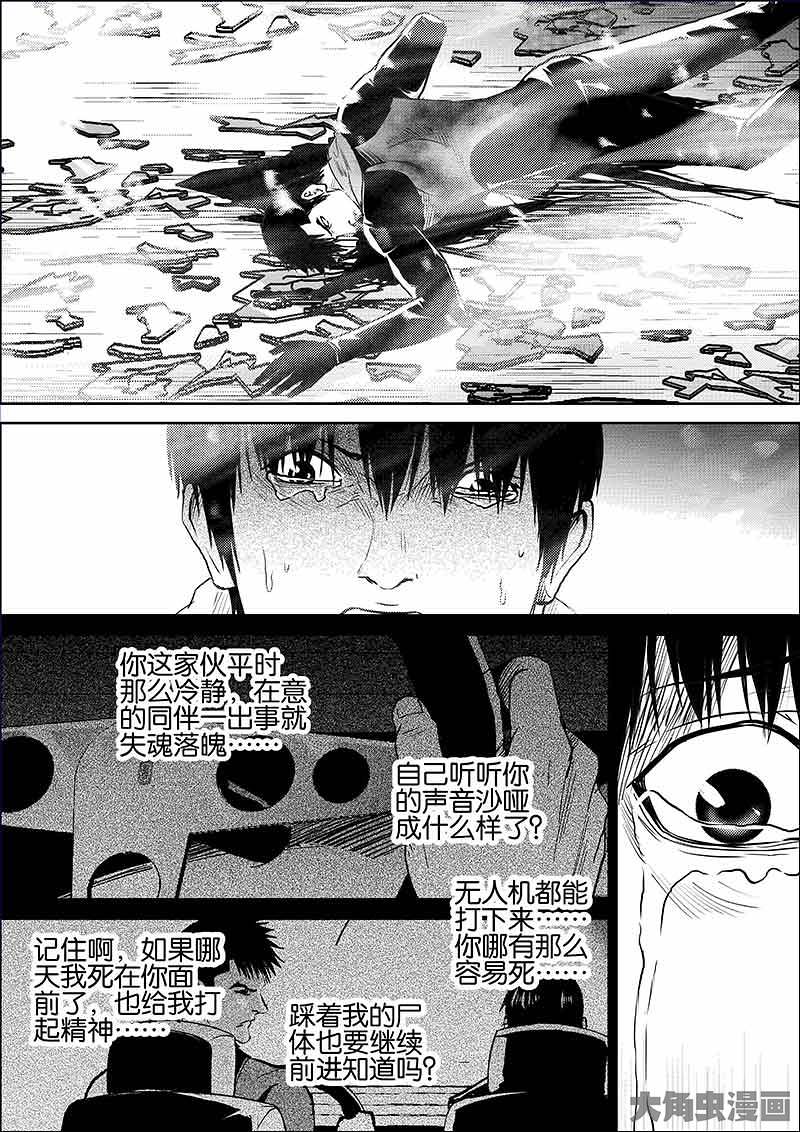 你这家伙平时
那么冷静，在意
的同伴一出事就
失魂落魄……
自己听听你
的声音沙哑
成什么样了？
无人机都能
打下来……
你哪有那么
容易死……
记住啊，如果哪
天我死在你面
前了，也给我打
起精神……
踩着我的尸
体也要继续
前进知道吗？
大角虫漫画